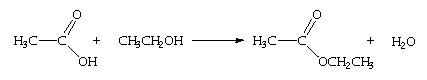 O O
H₃C + CH₃CH₂OH H₃C + H₂O
OH OCH₂CH₃